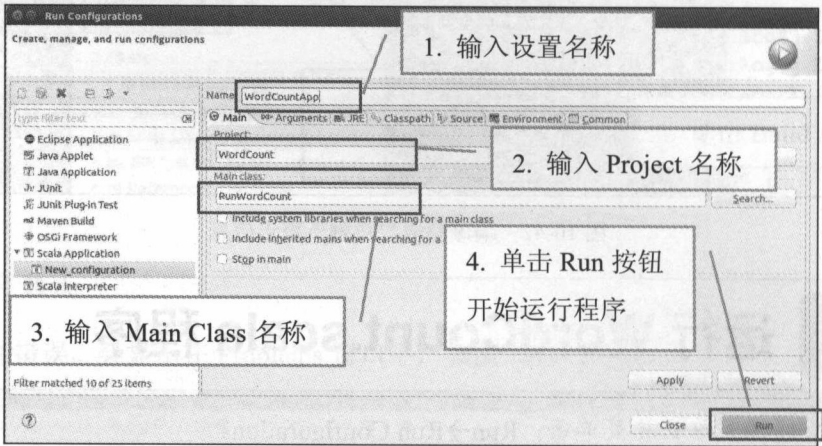 Run Configurations
Create, manage, and run configurations
1. 输入设置名称
type filter text
Name: WordCountApp
Main Arguments JRE Classpath Source Environment Common
Project:
WordCount
2. 输入 Project 名称
Main class:
RunWordCount
Search...
Include system libraries when searching for a main class
Include inherited mains when searching for a
Stop in main
Eclipse Application
Java Applet
Java Application
JUnit
JUnit Plug-in Test
Maven Build
OSGi Framework
Scala Application
New_configuration
Scala Interpreter
3. 输入 Main Class 名称
4. 单击 Run 按钮
开始运行程序
Filter matched 10 of 25 items
Apply
Revert
Close
Run